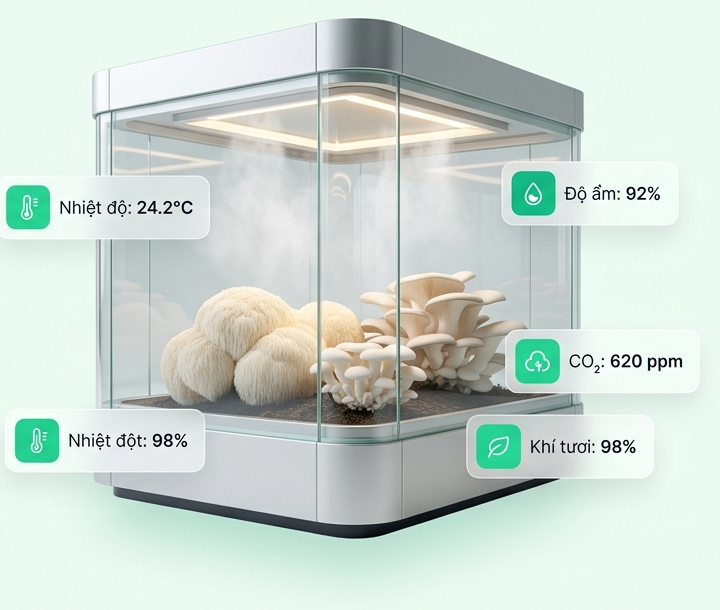 Nhiệt độ: 24.2°C
Độ ẩm: 92%
CO₂: 620 ppm
Nhiệt đột: 98%
Khí tươi: 98%